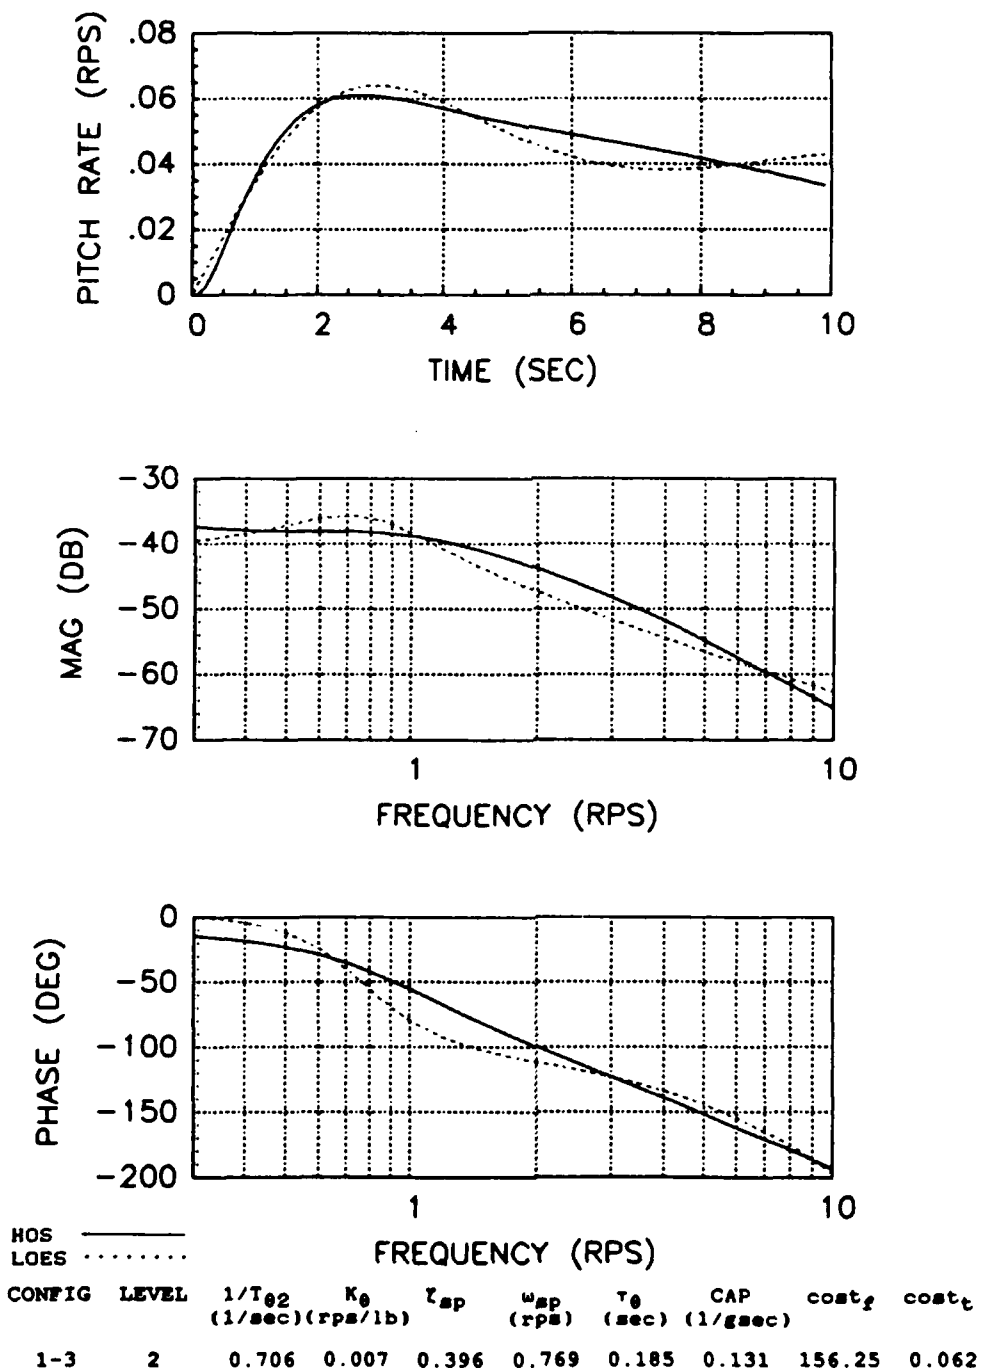 .08
.06
.04
.02
0
PITCH RATE (RPS)
0 2 4 6 8 10
TIME (SEC)
-30
-40
-50
-60
-70
MAG (DB)
1 10
FREQUENCY (RPS)
0
-50
-100
-150
-200
PHASE (DEG)
1 10
FREQUENCY (RPS)
HOS
LOES
CONFIG LEVEL 1/Tθ2 Kθ ζsp ωsp τθ CAP costf costt
(1/sec) (rps/lb) (rps) (sec) (1/gsec)
1-3 2 0.706 0.007 0.396 0.769 0.185 0.131 156.25 0.062